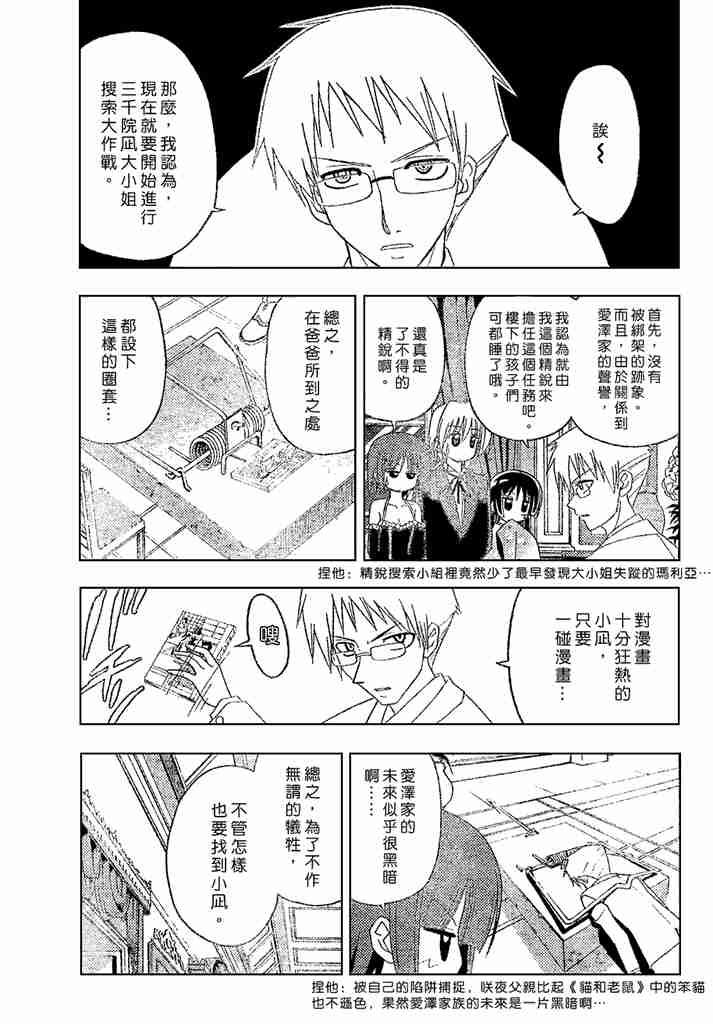 誒～
那麼，我認為，
現在就要開始進行
三千院凪大小姐
搜索大作戰。
首先，沒有
被綁架的跡象。
而且，由於關係到
愛澤家的聲譽，
我認為就由
我這個精銳來
擔任這個任務吧。
樓下的孩子們
可都睡了哦。
還真是
了不得的
精銳啊。
總之，
在爸爸所到之處
都設下
這樣的圈套…
捏他：精銳搜索小組裡竟然少了最早發現大小姐失蹤的瑪利亞…
對漫畫
十分狂熱的
小凪，
只要
一碰漫畫…
嗖
愛澤家的
未來似乎很黑暗
啊……
總之，為了不作
無謂的犧牲，
不管怎樣
也要找到小凪。
捏他：被自己的陷阱捕捉，咲夜父親比起《貓和老鼠》中的笨貓
也不遜色，果然愛澤家族的未來是一片黑暗啊…